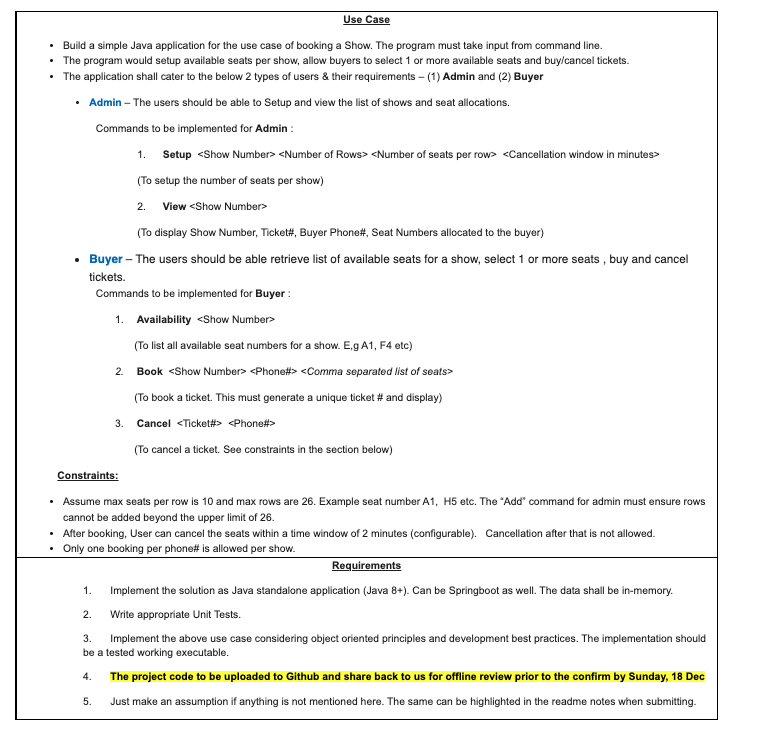 Use Case
• Build a simple Java application for the use case of booking a Show. The program must take input from command line.
• The program would setup available seats per show, allow buyers to select 1 or more available seats and buy/cancel tickets.
• The application shall cater to the below 2 types of users & their requirements – (1) Admin and (2) Buyer
• Admin – The users should be able to Setup and view the list of shows and seat allocations.
Commands to be implemented for Admin :
1. Setup <Show Number> <Number of Rows> <Number of seats per row> <Cancellation window in minutes>
(To setup the number of seats per show)
2. View <Show Number>
(To display Show Number, Ticket#, Buyer Phone#, Seat Numbers allocated to the buyer)
• Buyer – The users should be able retrieve list of available seats for a show, select 1 or more seats , buy and cancel
tickets.
Commands to be implemented for Buyer :
1. Availability <Show Number>
(To list all available seat numbers for a show. E,g A1, F4 etc)
2. Book <Show Number> <Phone#> <Comma separated list of seats>
(To book a ticket. This must generate a unique ticket # and display)
3. Cancel <Ticket#> <Phone#>
(To cancel a ticket. See constraints in the section below)
Constraints:
• Assume max seats per row is 10 and max rows are 26. Example seat number A1, H5 etc. The “Add” command for admin must ensure rows
cannot be added beyond the upper limit of 26.
• After booking, User can cancel the seats within a time window of 2 minutes (configurable). Cancellation after that is not allowed.
• Only one booking per phone# is allowed per show.
Requirements
1. Implement the solution as Java standalone application (Java 8+). Can be Springboot as well. The data shall be in-memory.
2. Write appropriate Unit Tests.
3. Implement the above use case considering object oriented principles and development best practices. The implementation should
be a tested working executable.
4. The project code to be uploaded to Github and share back to us for offline review prior to the confirm by Sunday, 18 Dec
5. Just make an assumption if anything is not mentioned here. The same can be highlighted in the readme notes when submitting.